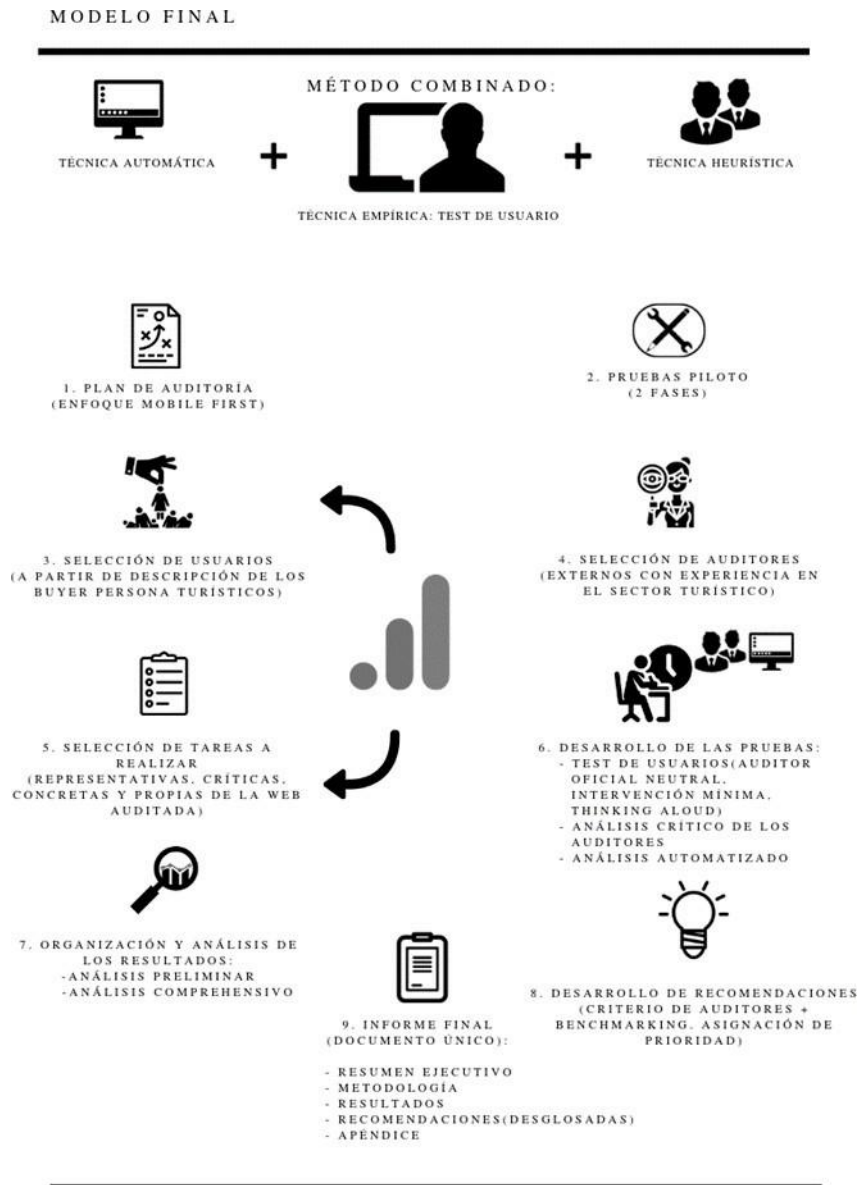 MODELO FINAL
MÉTODO COMBINADO:
TÉCNICA AUTOMÁTICA
+
+
TÉCNICA HEURÍSTICA
TÉCNICA EMPÍRICA: TEST DE USUARIO
1. PLAN DE AUDITORÍA
(ENFOQUE MOBILE FIRST)
2. PRUEBAS PILOTO
(2 FASES)
3. SELECCIÓN DE USUARIOS
(A PARTIR DE DESCRIPCIÓN DE LOS
BUYER PERSONA TURÍSTICOS)
4. SELECCIÓN DE AUDITORES
(EXTERNOS CON EXPERIENCIA EN
EL SECTOR TURÍSTICO)
5. SELECCIÓN DE TAREAS A
REALIZAR
(REPRESENTATIVAS, CRÍTICAS,
CONCRETAS Y PROPIAS DE LA WEB
AUDITADA)
6. DESARROLLO DE LAS PRUEBAS:
- TEST DE USUARIOS(AUDITOR
OFICIAL NEUTRAL,
INTERVENCIÓN MÍNIMA,
THINKING ALOUD)
- ANÁLISIS CRÍTICO DE LOS
AUDITORES
- ANÁLISIS AUTOMATIZADO
7. ORGANIZACIÓN Y ANÁLISIS DE
LOS RESULTADOS:
-ANÁLISIS PRELIMINAR
-ANÁLISIS COMPREHENSIVO
8. DESARROLLO DE RECOMENDACIONES
(CRITERIO DE AUDITORES +
BENCHMARKING. ASIGNACIÓN DE
PRIORIDAD)
9. INFORME FINAL
(DOCUMENTO ÚNICO):
- RESUMEN EJECUTIVO
- METODOLOGÍA
- RESULTADOS
- RECOMENDACIONES(DESGLOSADAS)
- APÉNDICE